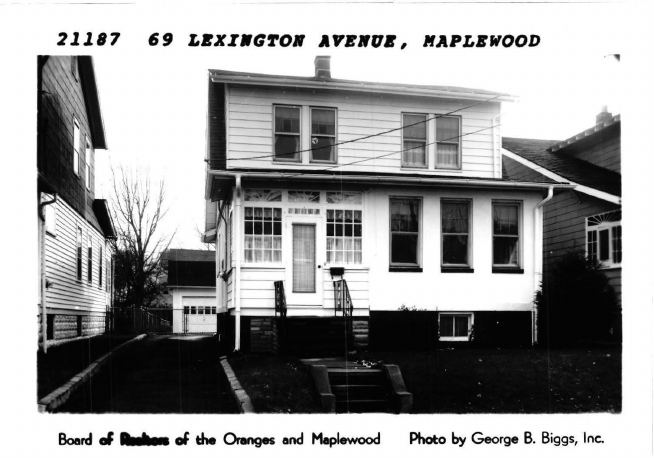 21187 69 LEXINGTON AVENUE, MAPLEWOOD
Board of Realtors of the Oranges and Maplewood Photo by George B. Biggs, Inc.